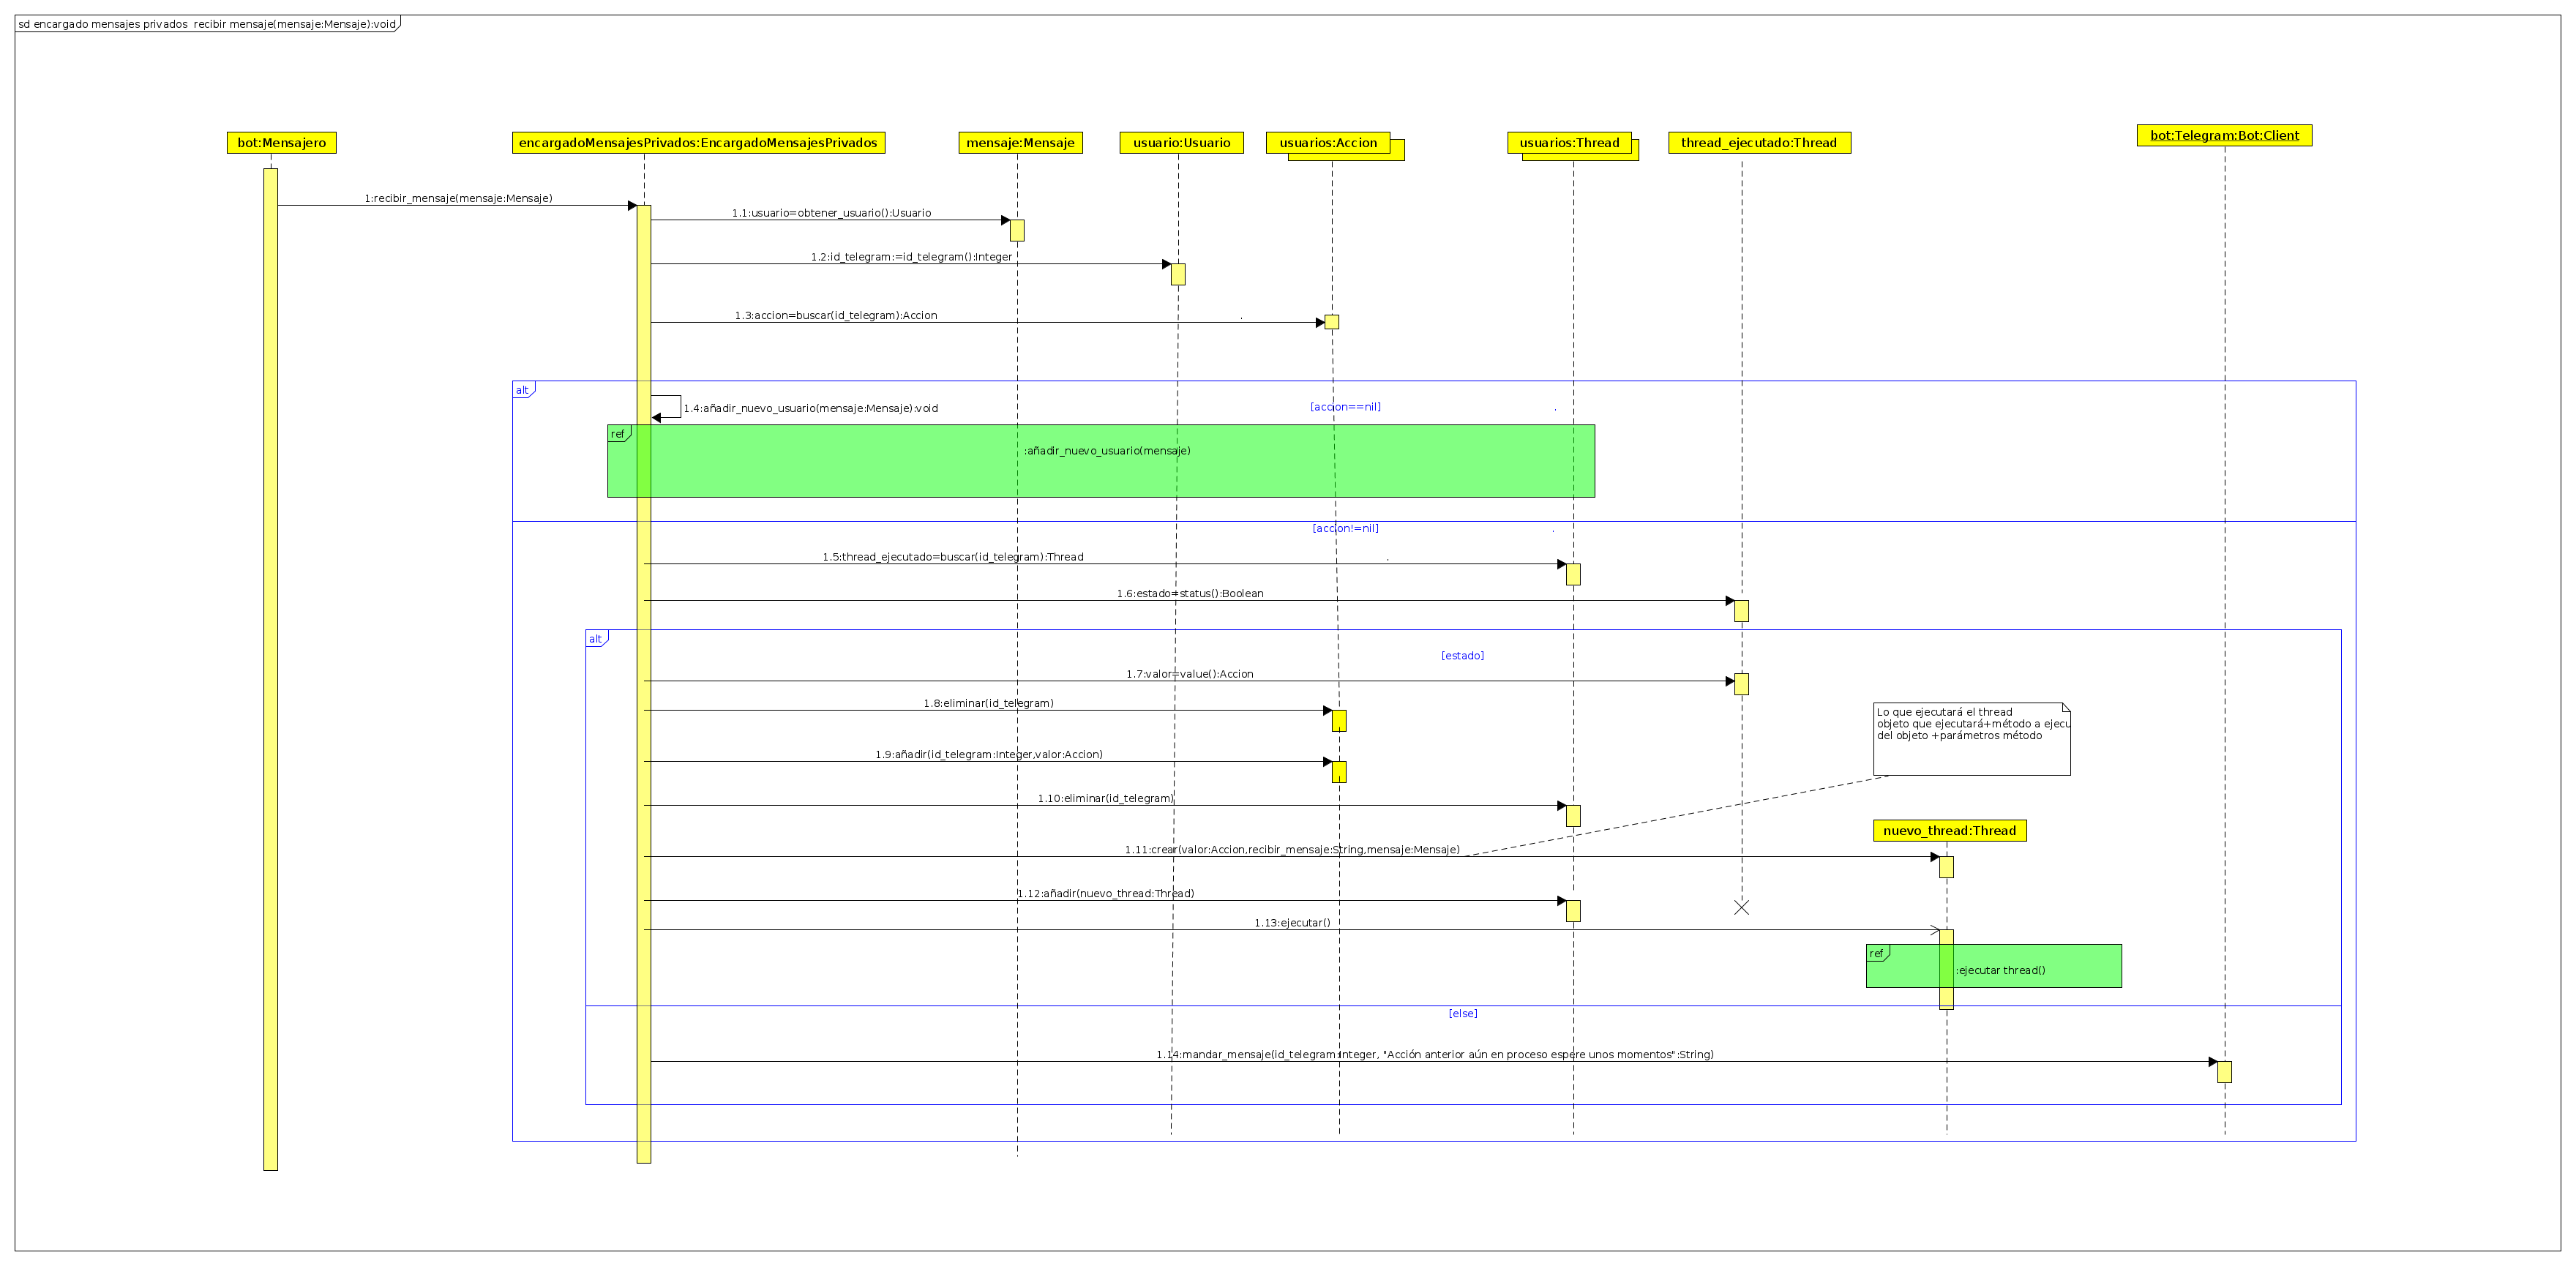 sd encargado mensajes privados  recibir mensaje(mensaje:Mensaje):void
bot:Telegram:Bot:Client
bot:Mensajero
encargadoMensajesPrivados:EncargadoMensajesPrivados
mensaje:Mensaje
usuario:Usuario
usuarios:Accion
usuarios:Thread
thread_ejecutado:Thread
1:recibir_mensaje(mensaje:Mensaje)
1.1:usuario=obtener_usuario():Usuario
1.2:id_telegram:=id_telegram():Integer
1.3:accion=buscar(id_telegram):Accion
alt
[accion==nil]
1.4:añadir_nuevo_usuario(mensaje:Mensaje):void
ref
:añadir_nuevo_usuario(mensaje)
[accion!=nil]
1.5:thread_ejecutado=buscar(id_telegram):Thread
1.6:estado=status():Boolean
alt
[estado]
1.7:valor=value():Accion
1.8:eliminar(id_telegram)
Lo que ejecutará el thread
objeto que ejecutará+método a ejecu
del objeto +parámetros método
1.9:añadir(id_telegram:Integer,valor:Accion)
1.10:eliminar(id_telegram)
nuevo_thread:Thread
1.11:crear(valor:Accion,recibir_mensaje:String,mensaje:Mensaje)
1.12:añadir(nuevo_thread:Thread)
1.13:ejecutar()
ref
:ejecutar thread()
[else]
1.14:mandar_mensaje(id_telegram:Integer, "Acción anterior aún en proceso espere unos momentos":String)